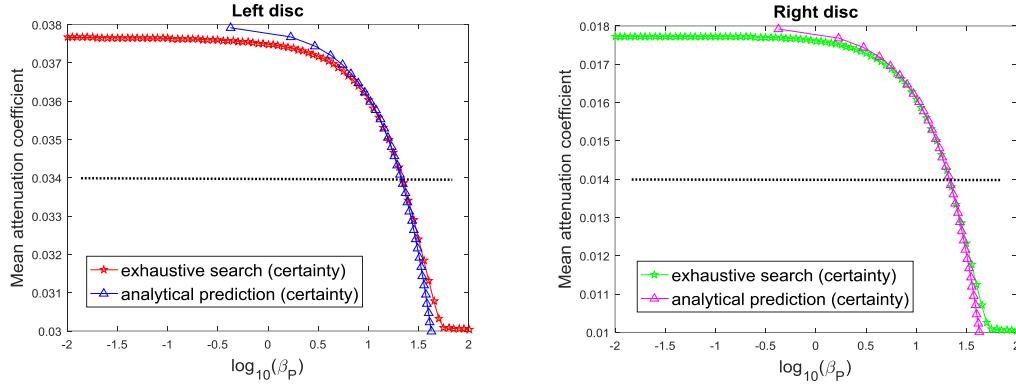 Left disc
Mean attenuation coefficient
0.038
0.037
0.036
0.035
0.034
0.033
0.032
0.031
0.03
exhaustive search (certainty)
analytical prediction (certainty)
-2 -1.5 -1 -0.5 0 0.5 1 1.5 2
log10(βP)
Right disc
Mean attenuation coefficient
0.018
0.017
0.016
0.015
0.014
0.013
0.012
0.011
0.01
exhaustive search (certainty)
analytical prediction (certainty)
-2 -1.5 -1 -0.5 0 0.5 1 1.5 2
log10(βP)